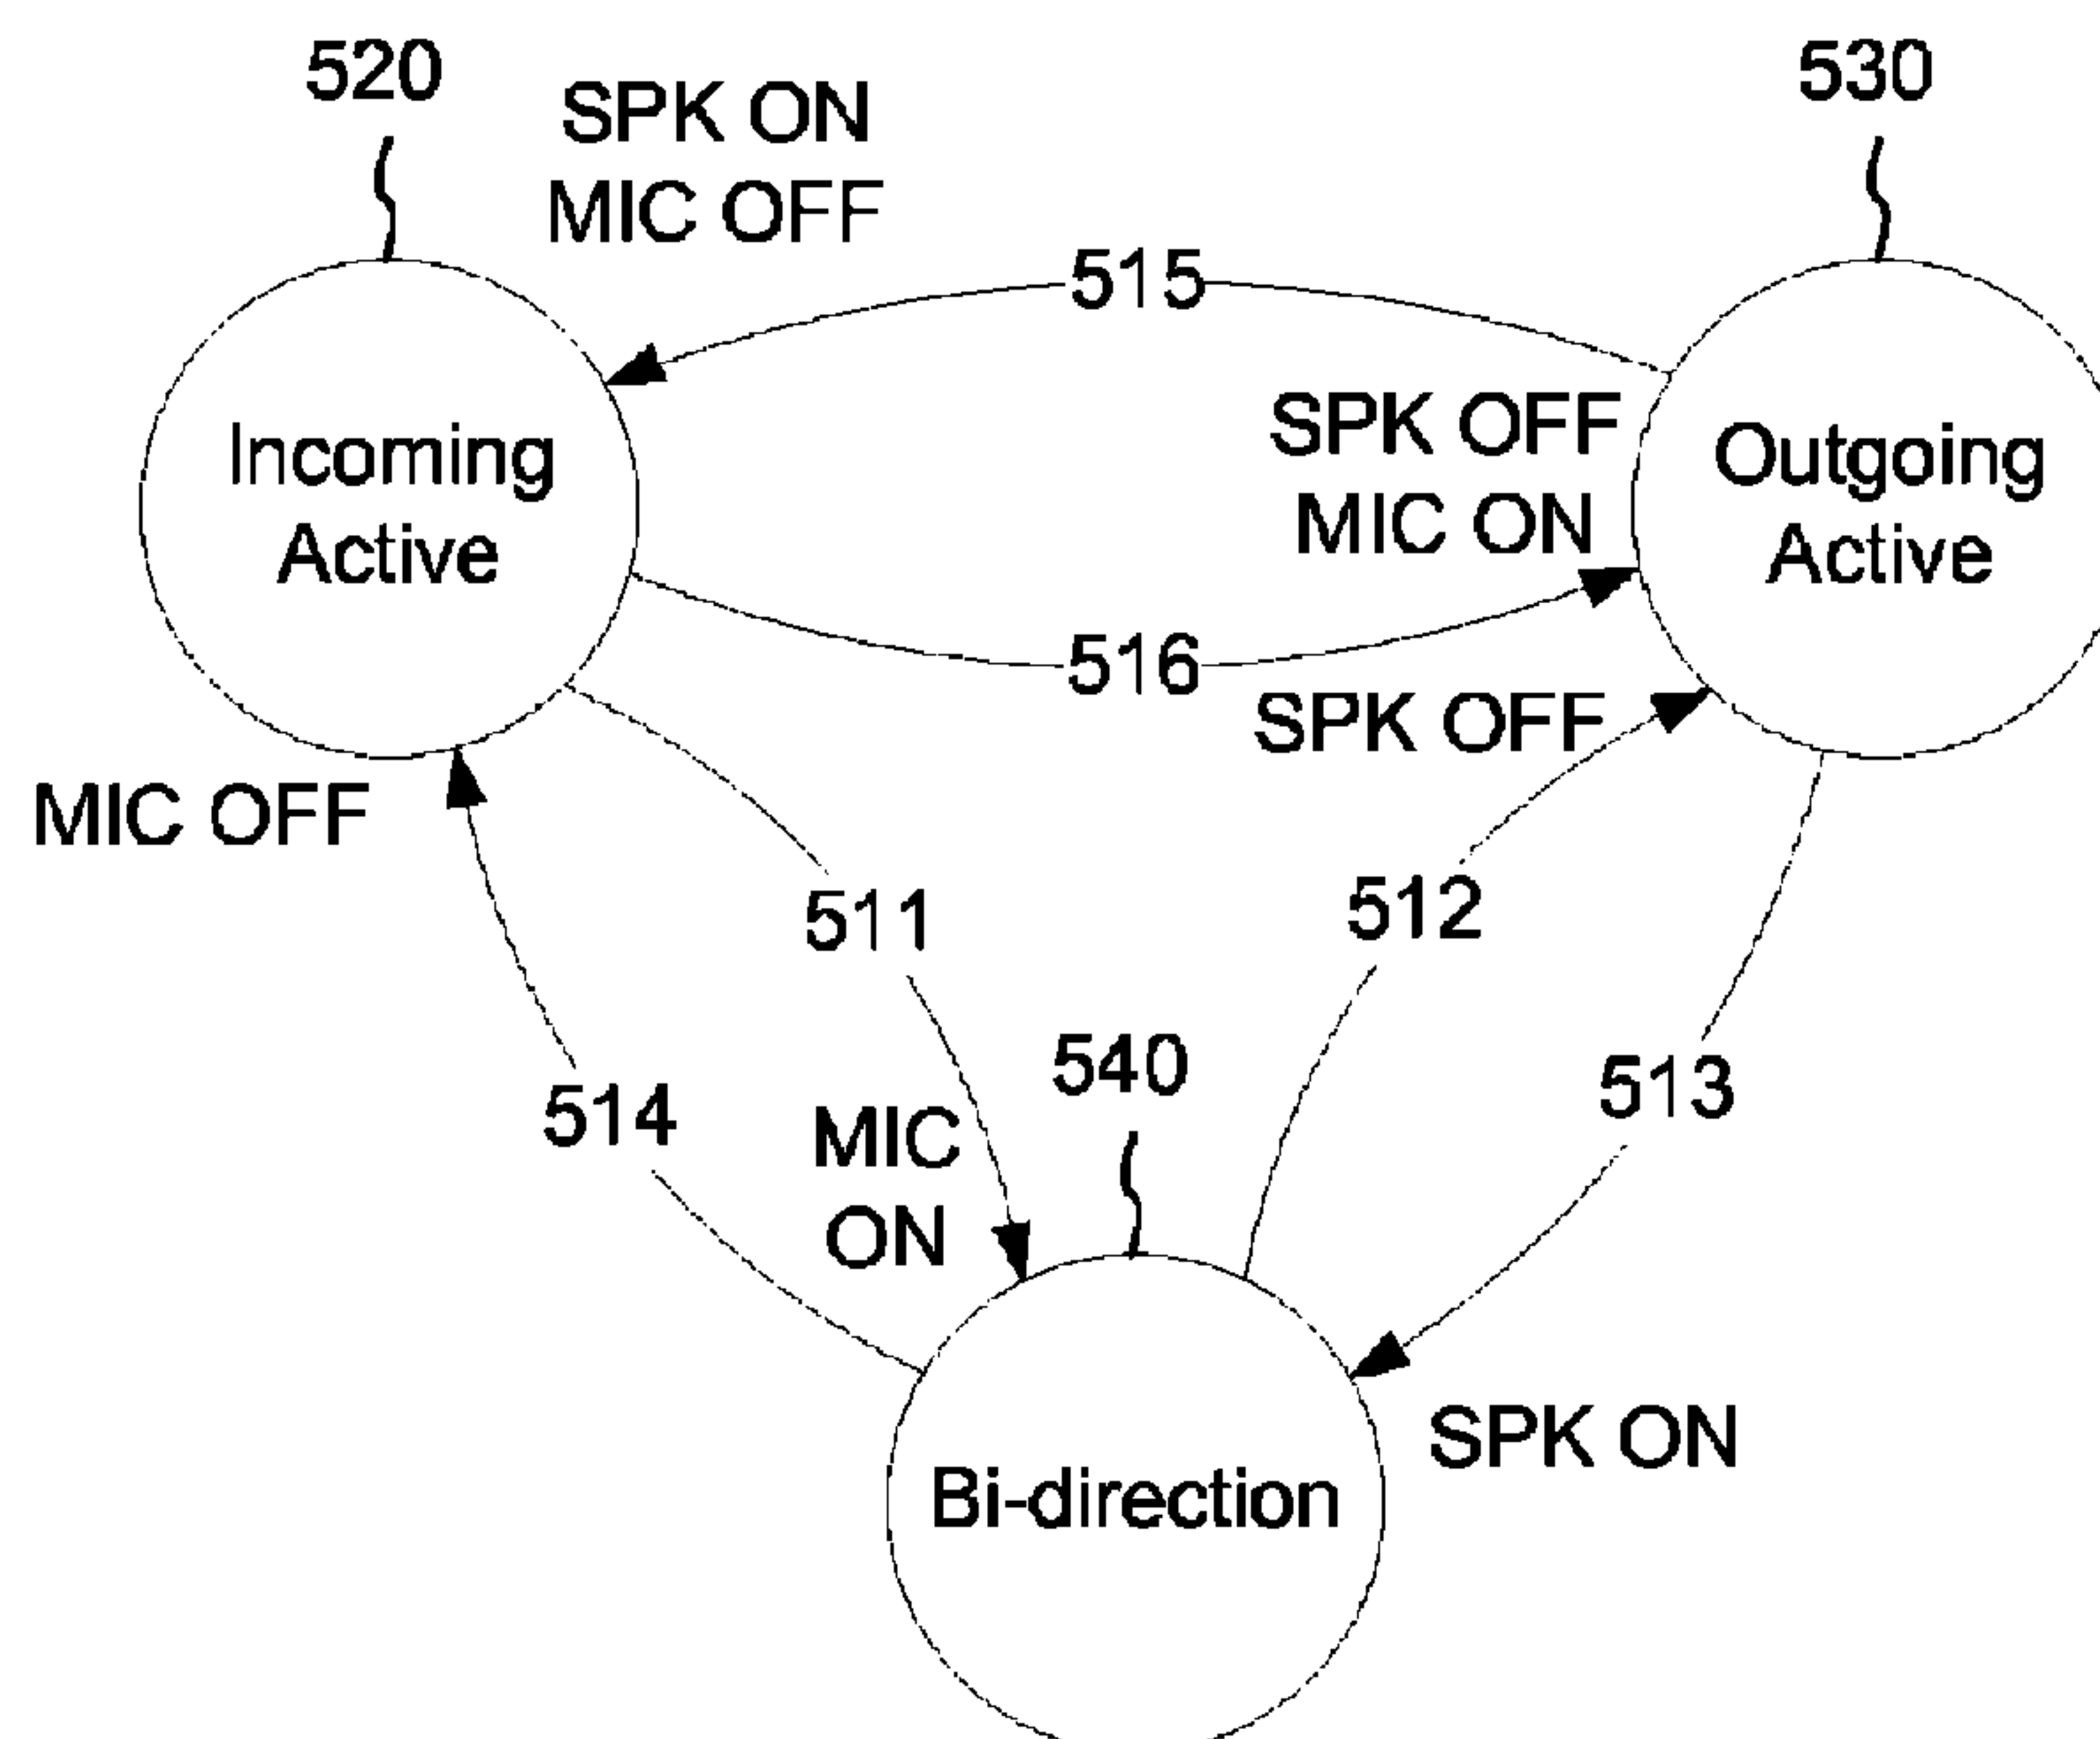 520
SPK ON
MIC OFF
530
515
Incoming
Active
SPK OFF
MIC ON
Outgoing
Active
516
SPK OFF
MIC OFF
511
512
514
540
513
MIC
ON
SPK ON
Bi-direction